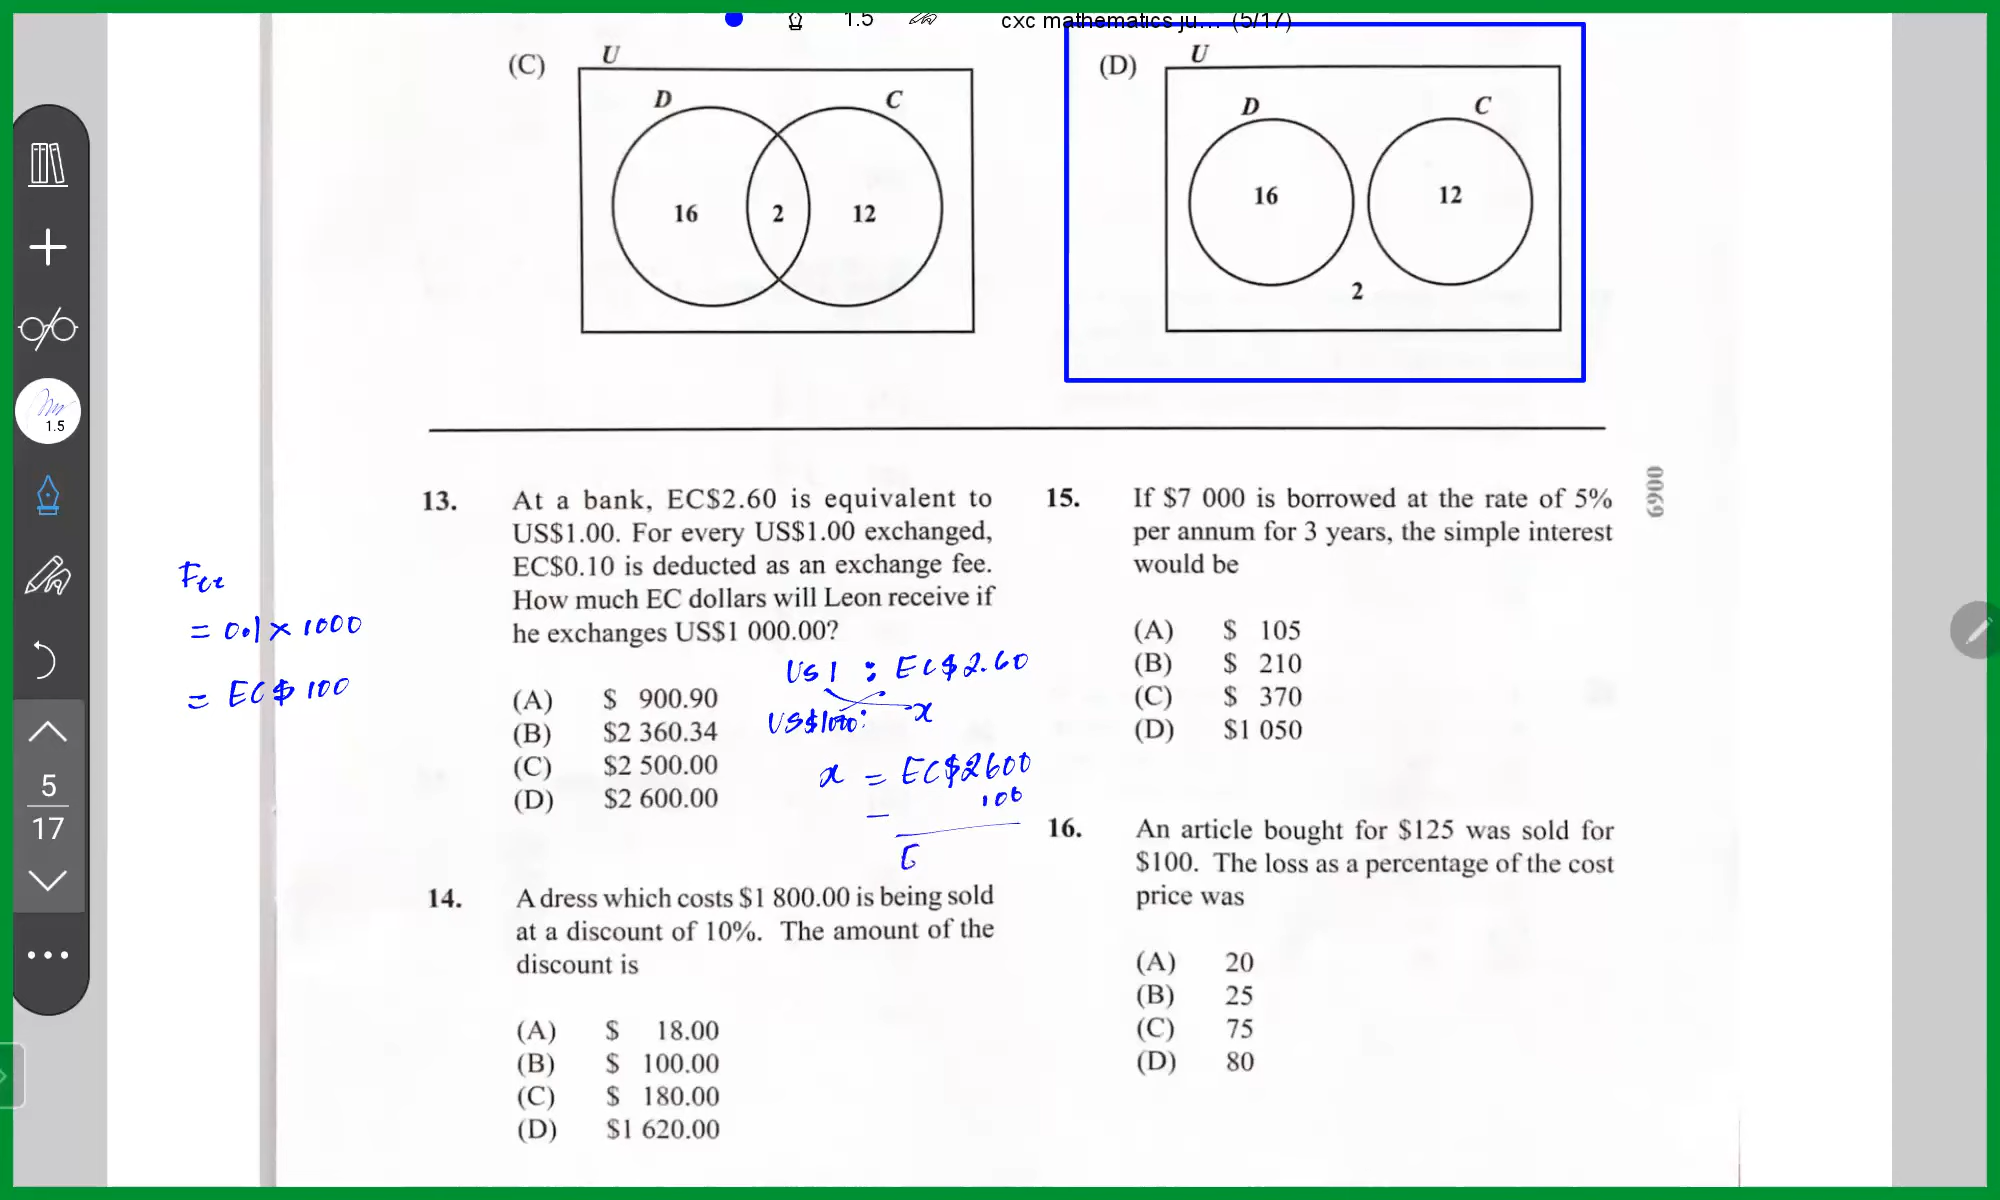 1.5
cxc mathematics ju... (5/17)
(C)
U
D
C
16
2
12
(D)
U
D
C
16
12
2
1.5
5
17
0069
13.
At a bank, EC$2.60 is equivalent to
US$1.00. For every US$1.00 exchanged,
EC$0.10 is deducted as an exchange fee.
How much EC dollars will Leon receive if
he exchanges US$1 000.00?
(A) $ 900.90
(B) $2 360.34
(C) $2 500.00
(D) $2 600.00
Fee
= 0.1 × 1000
= EC$ 100
US 1 : EC$2.60
US$1000: x
x = EC$2600
- 100
14.
A dress which costs $1 800.00 is being sold
at a discount of 10%. The amount of the
discount is
(A) $ 18.00
(B) $ 100.00
(C) $ 180.00
(D) $1 620.00
15.
If $7 000 is borrowed at the rate of 5%
per annum for 3 years, the simple interest
would be
(A) $ 105
(B) $ 210
(C) $ 370
(D) $1 050
16.
An article bought for $125 was sold for
$100. The loss as a percentage of the cost
price was
(A) 20
(B) 25
(C) 75
(D) 80